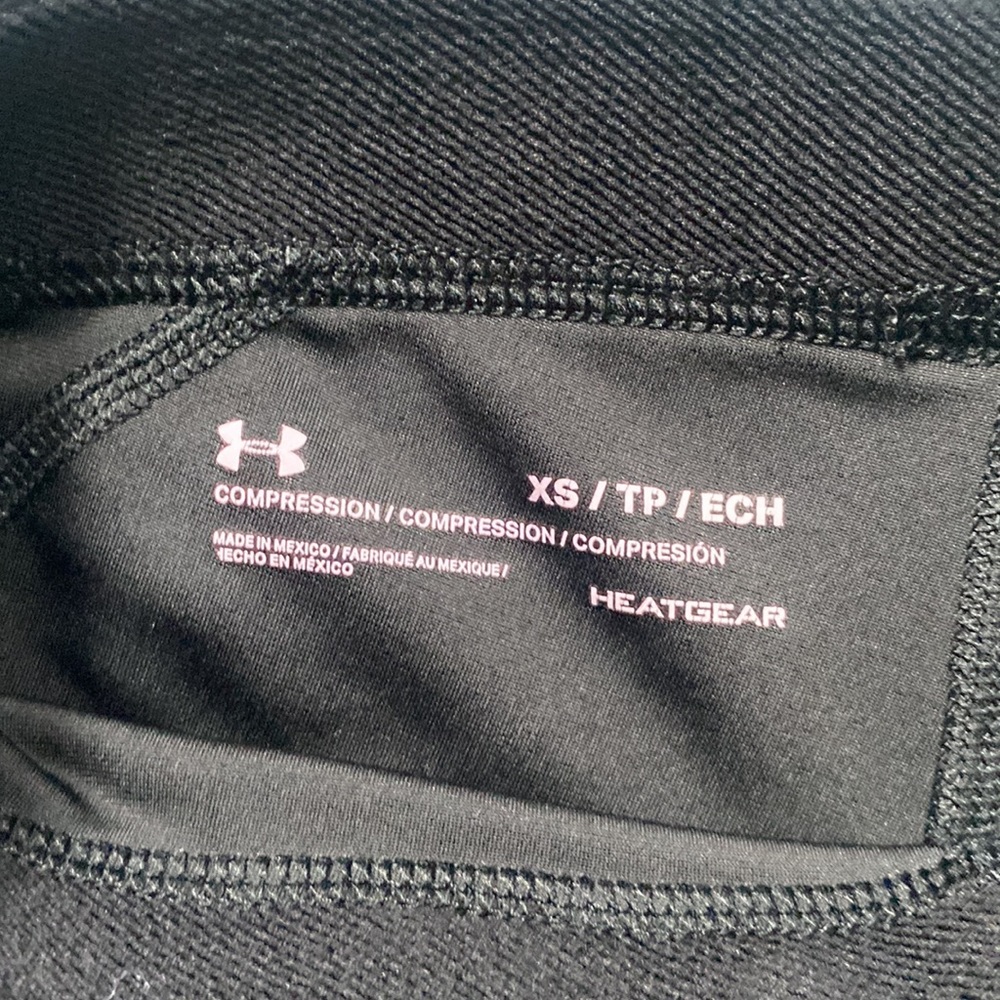 XS / TP / ECH
COMPRESSION / COMPRESSION / COMPRESIÓN
MADE IN MEXICO / FABRIQUÉ AU MEXIQUE /
HECHO EN MÉXICO
HEATGEAR